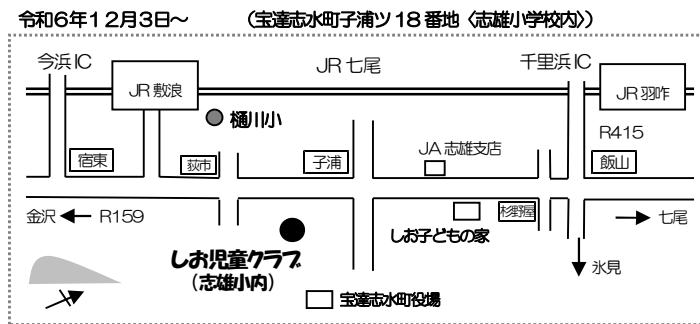 令和6年12月3日～　（宝達志水町子浦ツ18番地〈志雄小学校内〉）
今浜IC
JR七尾
千里浜IC
JR敷浪
JR羽咋
樋川小
R415
JA志雄支店
宿東
荻市
子浦
飯山
金沢
R159
杉野屋
七尾
しお子どもの家
しお児童クラブ
（志雄小内）
氷見
宝達志水町役場